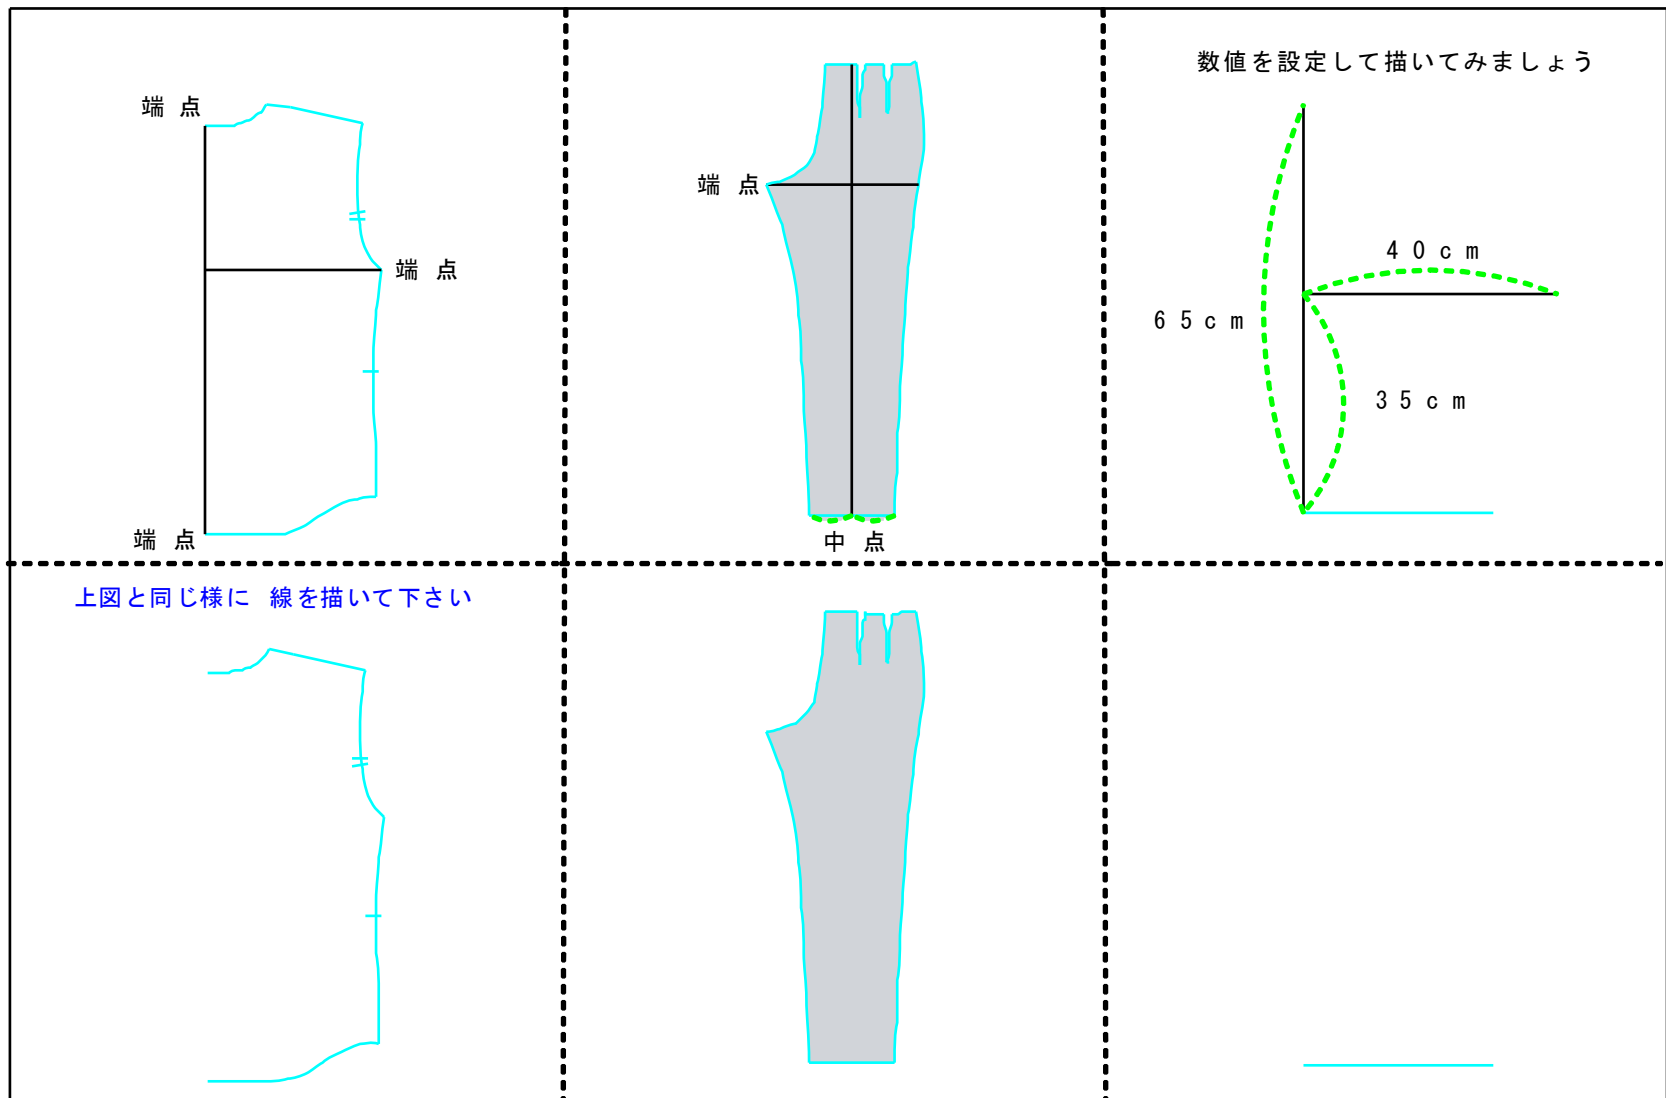 数値を設定して描いてみましょう
端点
端点
端点
40cm
端点
65cm
35cm
端点
中点
上図と同じ様に 線を描いて下さい